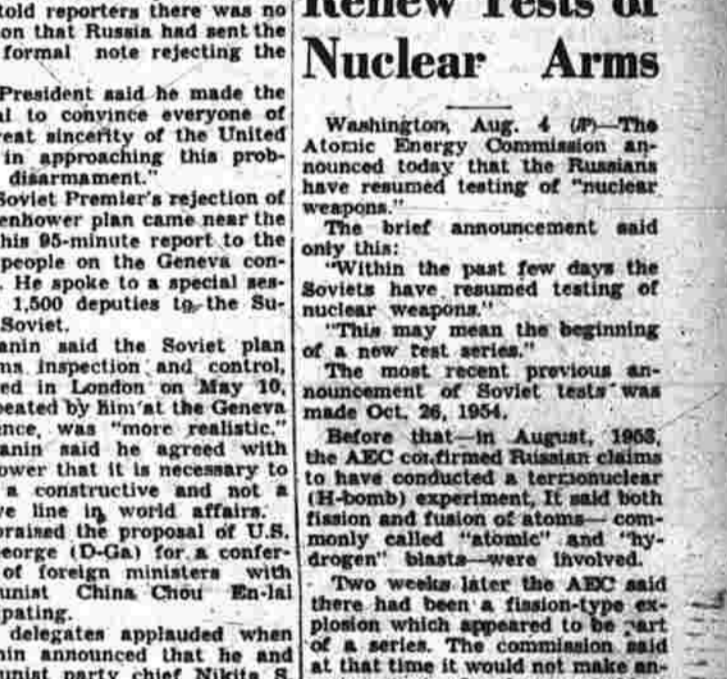 told reporters there was no
on that Russia had sent the
formal note rejecting the
President said he made the
al to convince everyone of
eat sincerity of the United
in approaching this prob-
disarmament."
Soviet Premier's rejection of
enhower plan came near the
his 95-minute report to the
people on the Geneva con-
. He spoke to a special ses-
1,500 deputies to the Su-
Soviet.
anin said the Soviet plan
ms inspection and control,
ed in London on May 10,
peated by him at the Geneva
ence, was "more realistic."
anin said he agreed with
ower that it is necessary to
a constructive and not a
ve line in world affairs.
praised the proposal of U.S.
eorge (D-Ga) for a confer-
of foreign ministers with
unist China Chou En-lai
pating.
delegates applauded when
nin announced that he and
unist party chief Nikita S.
Renew Tests of
Nuclear Arms
Washington, Aug. 4 (AP)—The
Atomic Energy Commission an-
nounced today that the Russians
have resumed testing of "nuclear
weapons."
The brief announcement said
only this:
"Within the past few days the
Soviets have resumed testing of
nuclear weapons."
"This may mean the beginning
of a new test series."
The most recent previous an-
nouncement of Soviet tests was
made Oct. 26, 1954.
Before that—in August, 1953,
the AEC confirmed Russian claims
to have conducted a termonuclear
(H-bomb) experiment, It said both
fission and fusion of atoms—com-
monly called "atomic" and "hy-
drogen" blasts—were involved.
Two weeks later the AEC said
there had been a fission-type ex-
plosion which appeared to be part
of a series. The commission said
at that time it would not make an-